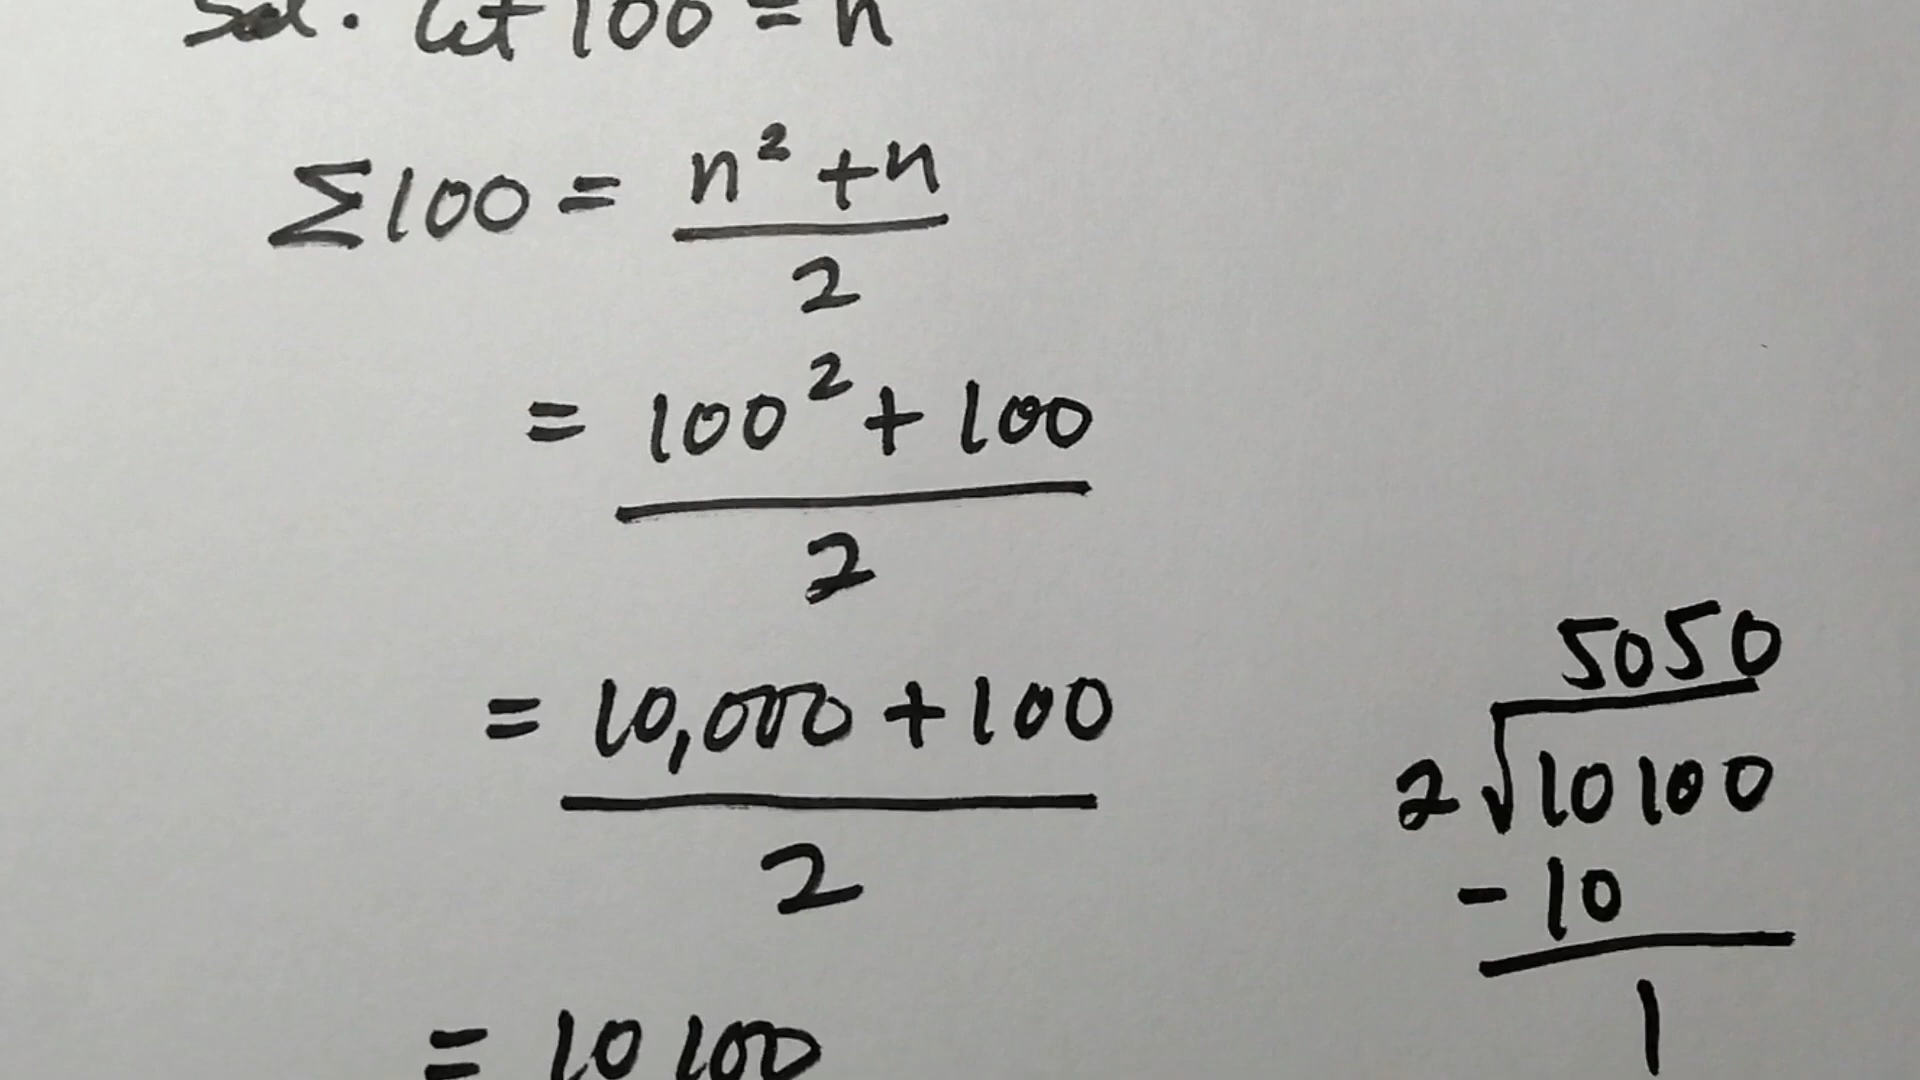 Sol. let 100 = n
Σ100 = n² + n
2
= 100² + 100
2
= 10,000 + 100
2
= 10 100
5050
2 √10100
- 10
1